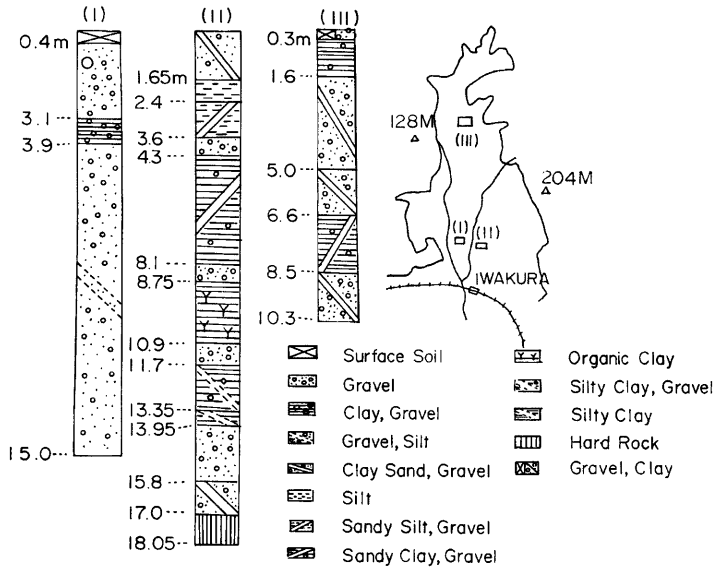 (I)
0.4m
3.1
3.9
15.0
(II)
1.65m
2.4
3.6
43
8.1
8.75
10.9
11.7
13.35
13.95
15.8
17.0
18.05
(III)
0.3m
1.6
5.0
6.6
8.5
10.3
128M
(III)
204M
(I)
(II)
IWAKURA
Surface Soil
Gravel
Clay, Gravel
Gravel, Silt
Clay Sand, Gravel
Silt
Sandy Silt, Gravel
Sandy Clay, Gravel
Organic Clay
Silty Clay, Gravel
Silty Clay
Hard Rock
Gravel, Clay